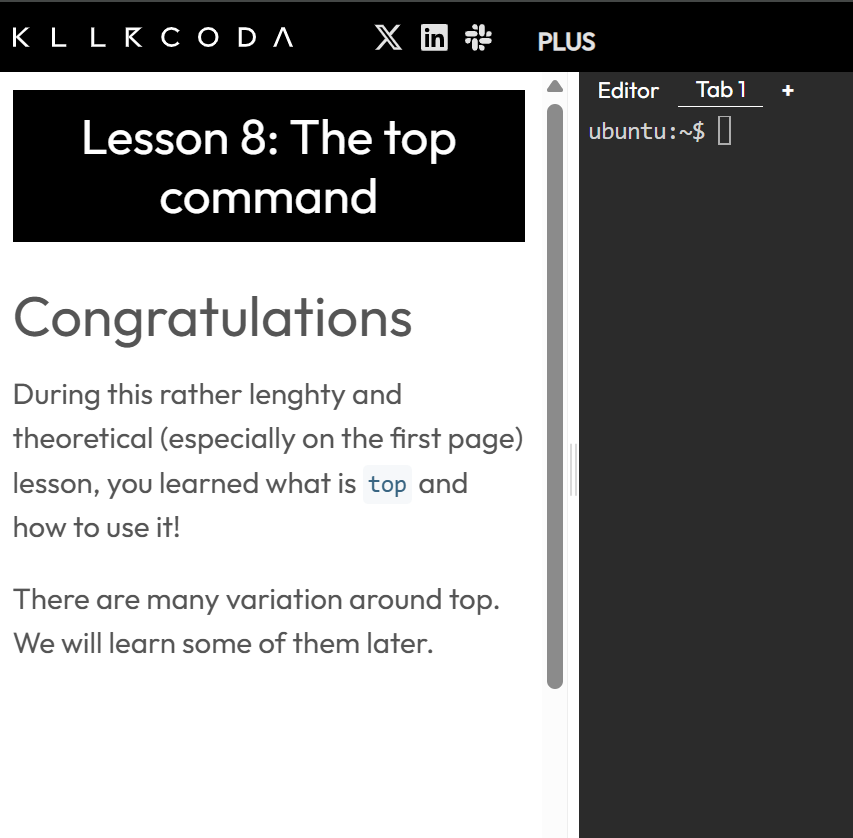 KLLRCODA
PLUS
Lesson 8: The top
command
Congratulations
During this rather lenghty and
theoretical (especially on the first page)
lesson, you learned what is top and
how to use it!
There are many variation around top.
We will learn some of them later.
Editor Tab 1 +
ubuntu:~$